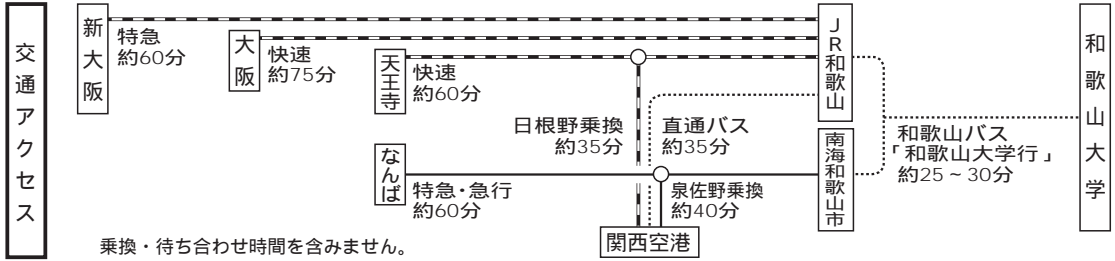 交通アクセス
新大阪
特急
約60分
大阪
快速
約75分
天王寺
快速
約60分
JR和歌山
日根野乗換
約35分
直通バス
約35分
なんば
特急・急行
約60分
泉佐野乗換
約40分
南海和歌山市
関西空港
和歌山バス
「和歌山大学行」
約25~30分
和歌山大学
乗換・待ち合わせ時間を含みません。